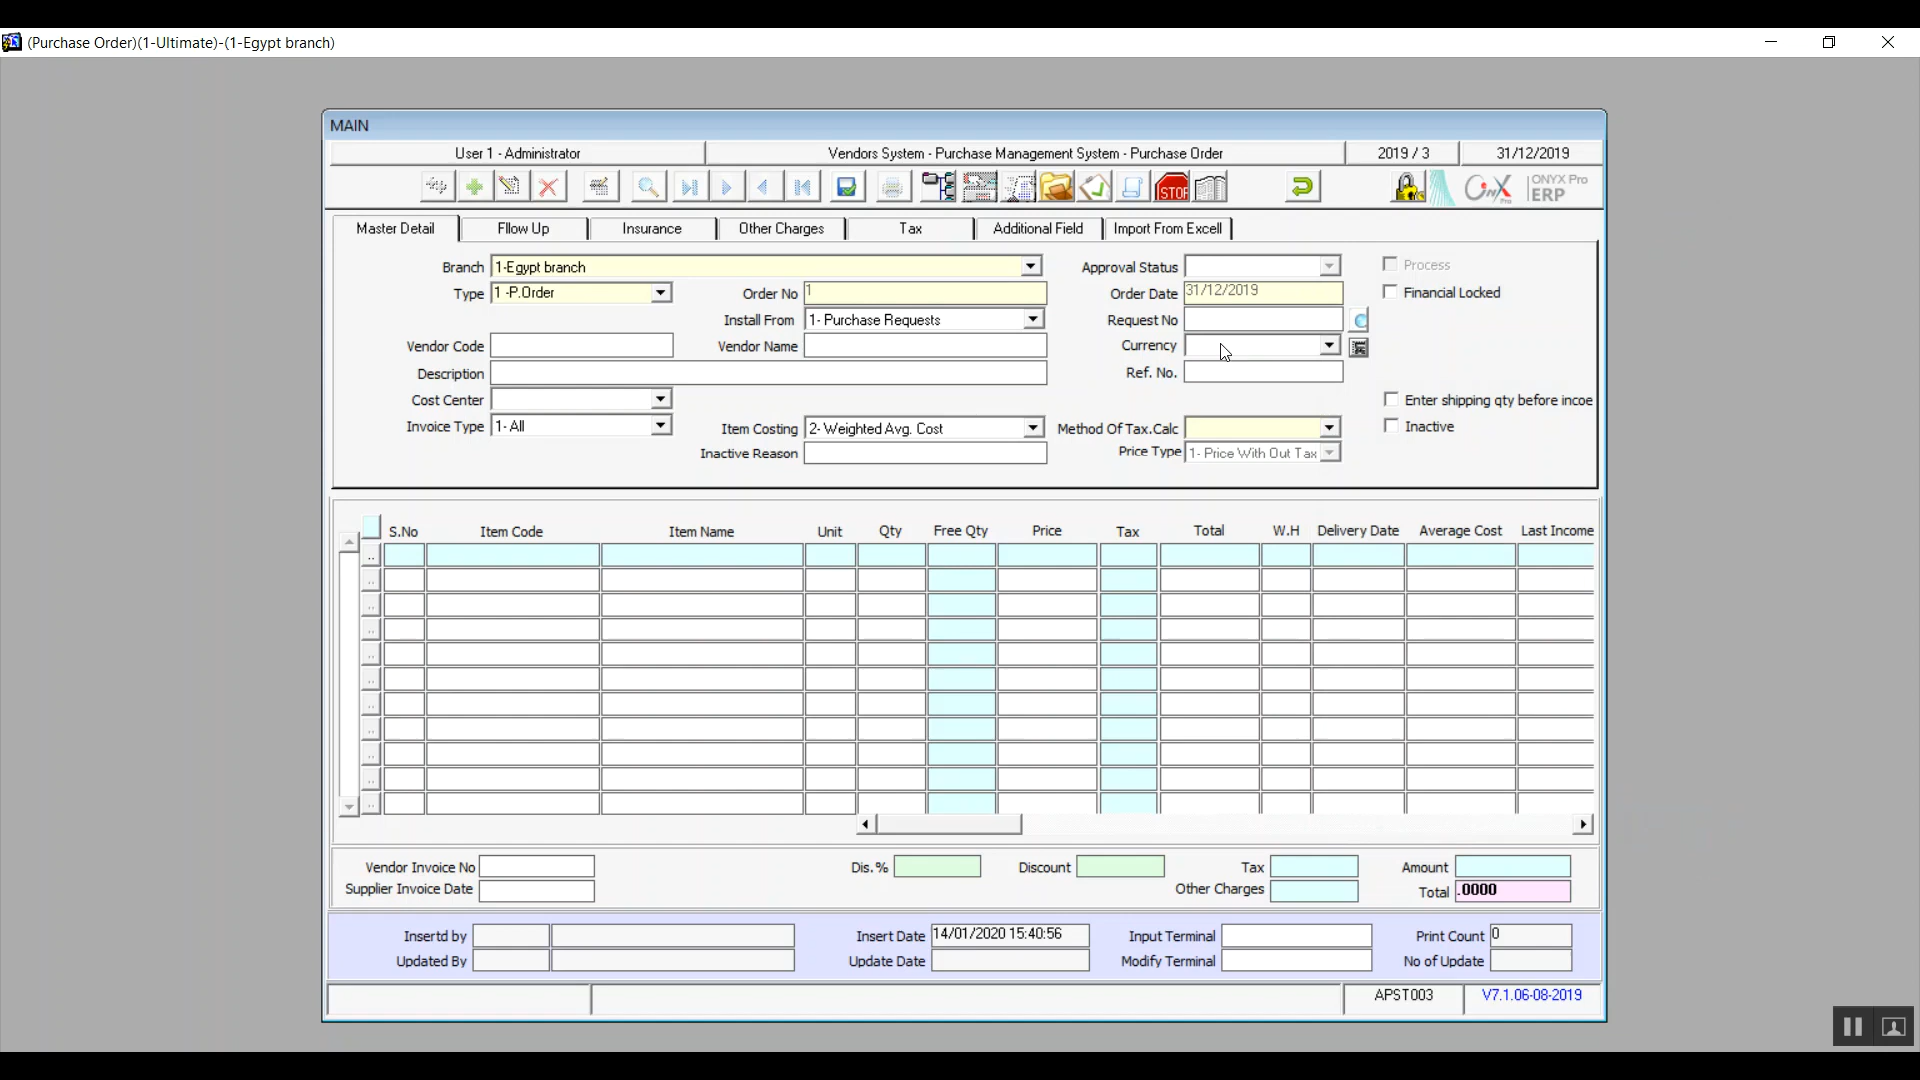 (Purchase Order)(1-Ultimate)-(1-Egypt branch)
MAIN
User 1 - Administrator
Vendors System - Purchase Management System - Purchase Order
2019 / 3
31/12/2019
STOP
Onyx Pro
ONYX Pro
ERP
Master Detail
Fllow Up
Insurance
Other Charges
Tax
Additional Field
Import From Excell
Branch 1-Egypt branch
Approval Status
Process
Type 1 -P.Order
Order No 1
Order Date 31/12/2019
Financial Locked
Install From 1- Purchase Requests
Request No
Vendor Code
Vendor Name
Currency
Description
Ref. No.
Cost Center
Enter shipping qty before incoe
Invoice Type 1- All
Item Costing 2- Weighted Avg. Cost
Method Of Tax.Calc
Inactive
Inactive Reason
Price Type 1- Price With Out Tax
S.No
Item Code
Item Name
Unit
Qty
Free Qty
Price
Tax
Total
W.H
Delivery Date
Average Cost
Last Income
Vendor Invoice No
Dis.%
Discount
Tax
Amount
Supplier Invoice Date
Other Charges
Total .0000
Insertd by
Insert Date 14/01/2020 15:40:56
Input Terminal
Print Count 0
Updated By
Update Date
Modify Terminal
No of Update
APST003
V7.1.06-08-2019